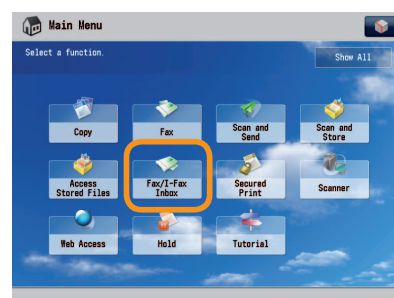 Main Menu
Select a function.
Show All
Copy
Fax
Scan and
Send
Scan and
Store
Access
Stored Files
Fax/I-Fax
Inbox
Secured
Print
Scanner
Web Access
Hold
Tutorial